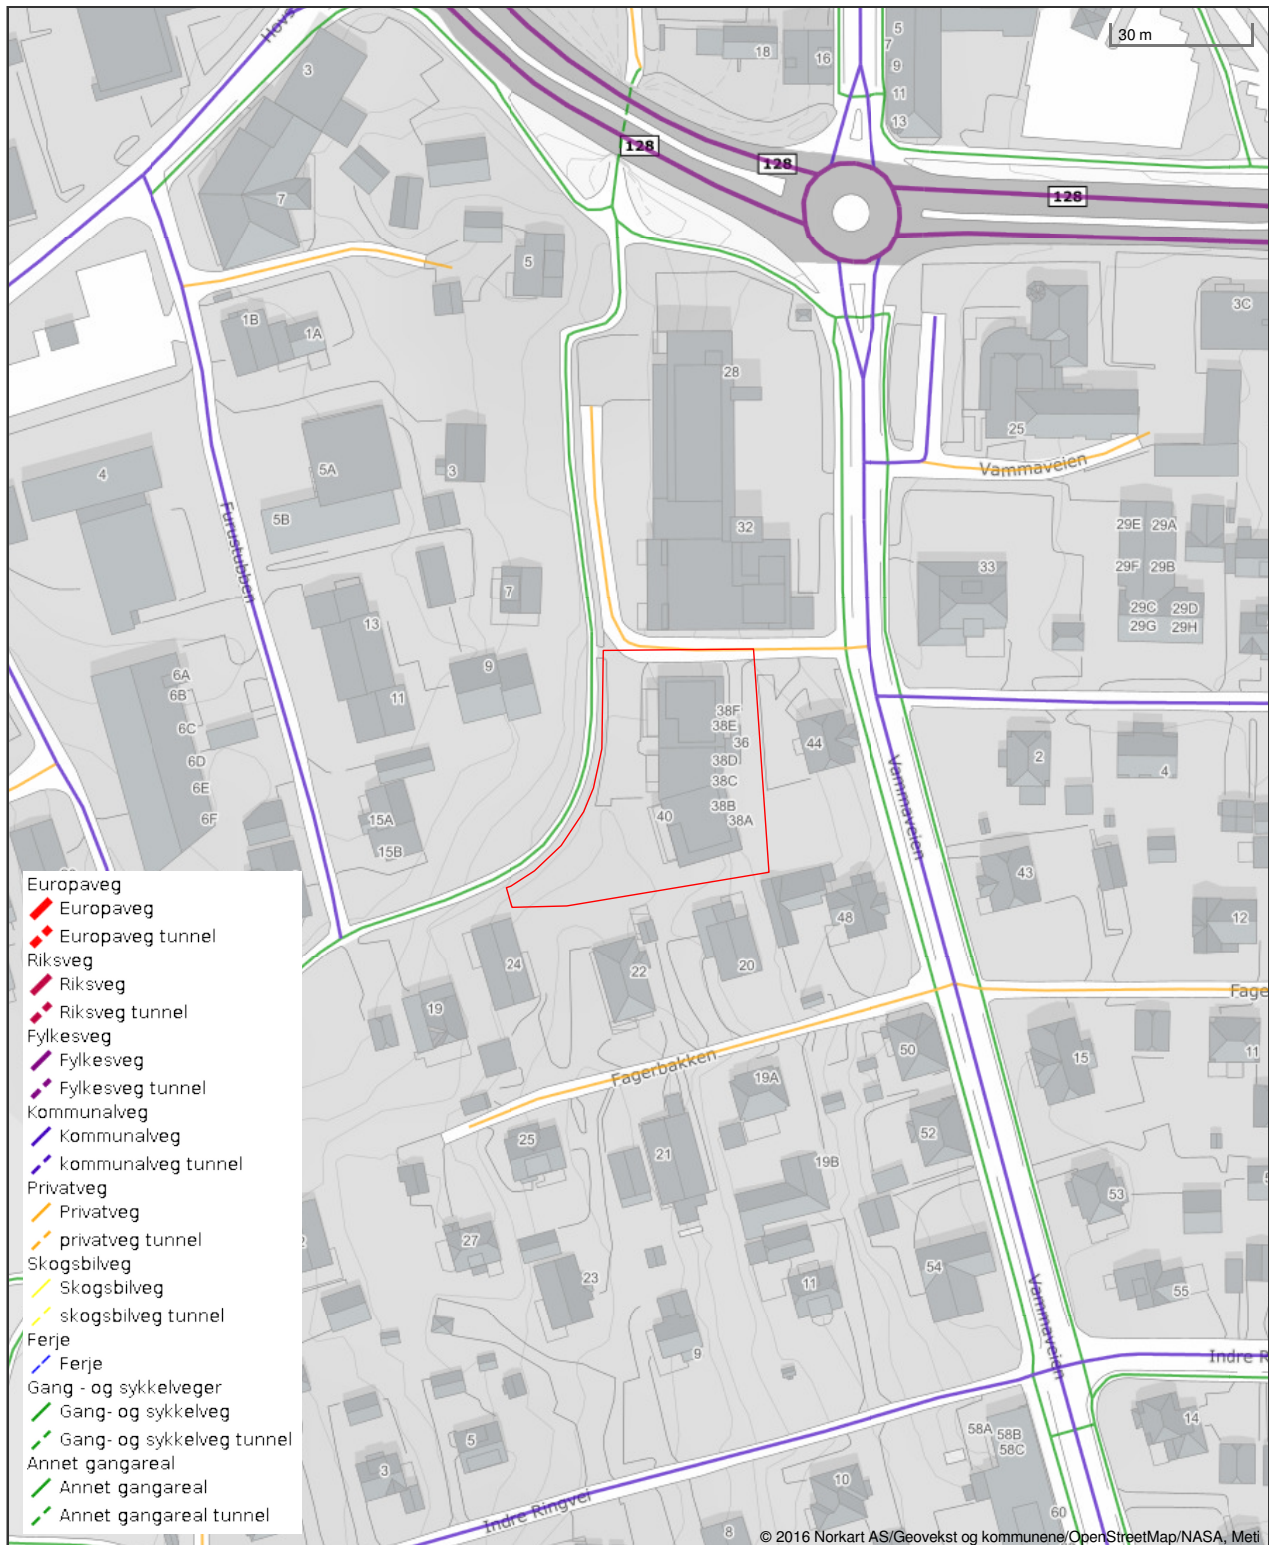 30 m
Hovs
3
7
5
18
16
5
7
9
11
13
128
128
128
1B
1A
3C
28
25
Vammaveien
4
5A
3
5B
Furustubben
32
29E 29A
29F 29B
29C 29D
29G 29H
33
7
13
9
11
6A
6B
6C
6D
6E
6F
38F
38E
36
38D
38C
38B
38A
40
44
Vammaveien
2
4
15A
15B
43
12
48
24
22
20
19
Fage
Fagerbakken
50
15
11
19A
52
25
21
19B
53
27
23
11
54
55
9
Vammaveien
Indre R
14
5
3
58A
58B
58C
10
60
8
Indre Ringvei
Europaveg
Europaveg
Europaveg tunnel
Riksveg
Riksveg
Riksveg tunnel
Fylkesveg
Fylkesveg
Fylkesveg tunnel
Kommunalveg
Kommunalveg
kommunalveg tunnel
Privatveg
Privatveg
privatveg tunnel
Skogsbilveg
Skogsbilveg
skogsbilveg tunnel
Ferje
Ferje
Gang - og sykkelveger
Gang- og sykkelveg
Gang- og sykkelveg tunnel
Annet gangareal
Annet gangareal
Annet gangareal tunnel
© 2016 Norkart AS/Geovekst og kommunene/OpenStreetMap/NASA, Meti